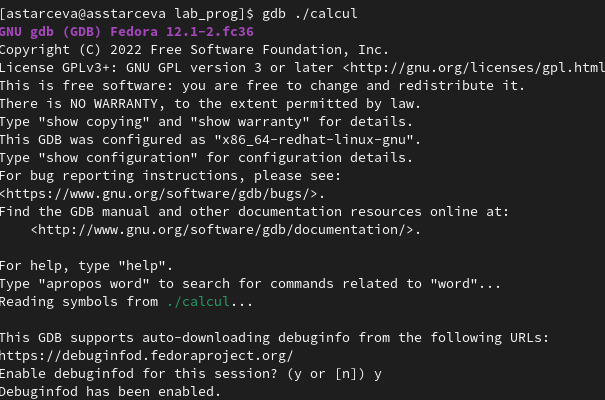 [astarceva@asstarceva lab_prog]$ gdb ./calcul
GNU gdb (GDB) Fedora 12.1-2.fc36
Copyright (C) 2022 Free Software Foundation, Inc.
License GPLv3+: GNU GPL version 3 or later <http://gnu.org/licenses/gpl.html
This is free software: you are free to change and redistribute it.
There is NO WARRANTY, to the extent permitted by law.
Type "show copying" and "show warranty" for details.
This GDB was configured as "x86_64-redhat-linux-gnu".
Type "show configuration" for configuration details.
For bug reporting instructions, please see:
<https://www.gnu.org/software/gdb/bugs/>.
Find the GDB manual and other documentation resources online at:
    <http://www.gnu.org/software/gdb/documentation/>.

For help, type "help".
Type "apropos word" to search for commands related to "word"...
Reading symbols from ./calcul...

This GDB supports auto-downloading debuginfo from the following URLs:
https://debuginfod.fedoraproject.org/
Enable debuginfod for this session? (y or [n]) y
Debuginfod has been enabled.